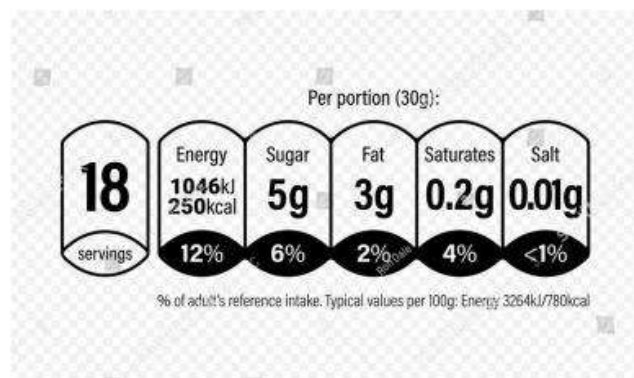 Per portion (30g):
18
servings
Energy
1046kJ
250kcal
12%
Sugar
5g
6%
Fat
3g
2%
Saturates
0.2g
4%
Salt
0.01g
<1%
% of adult's reference intake. Typical values per 100g: Energy 3264kJ/780kcal